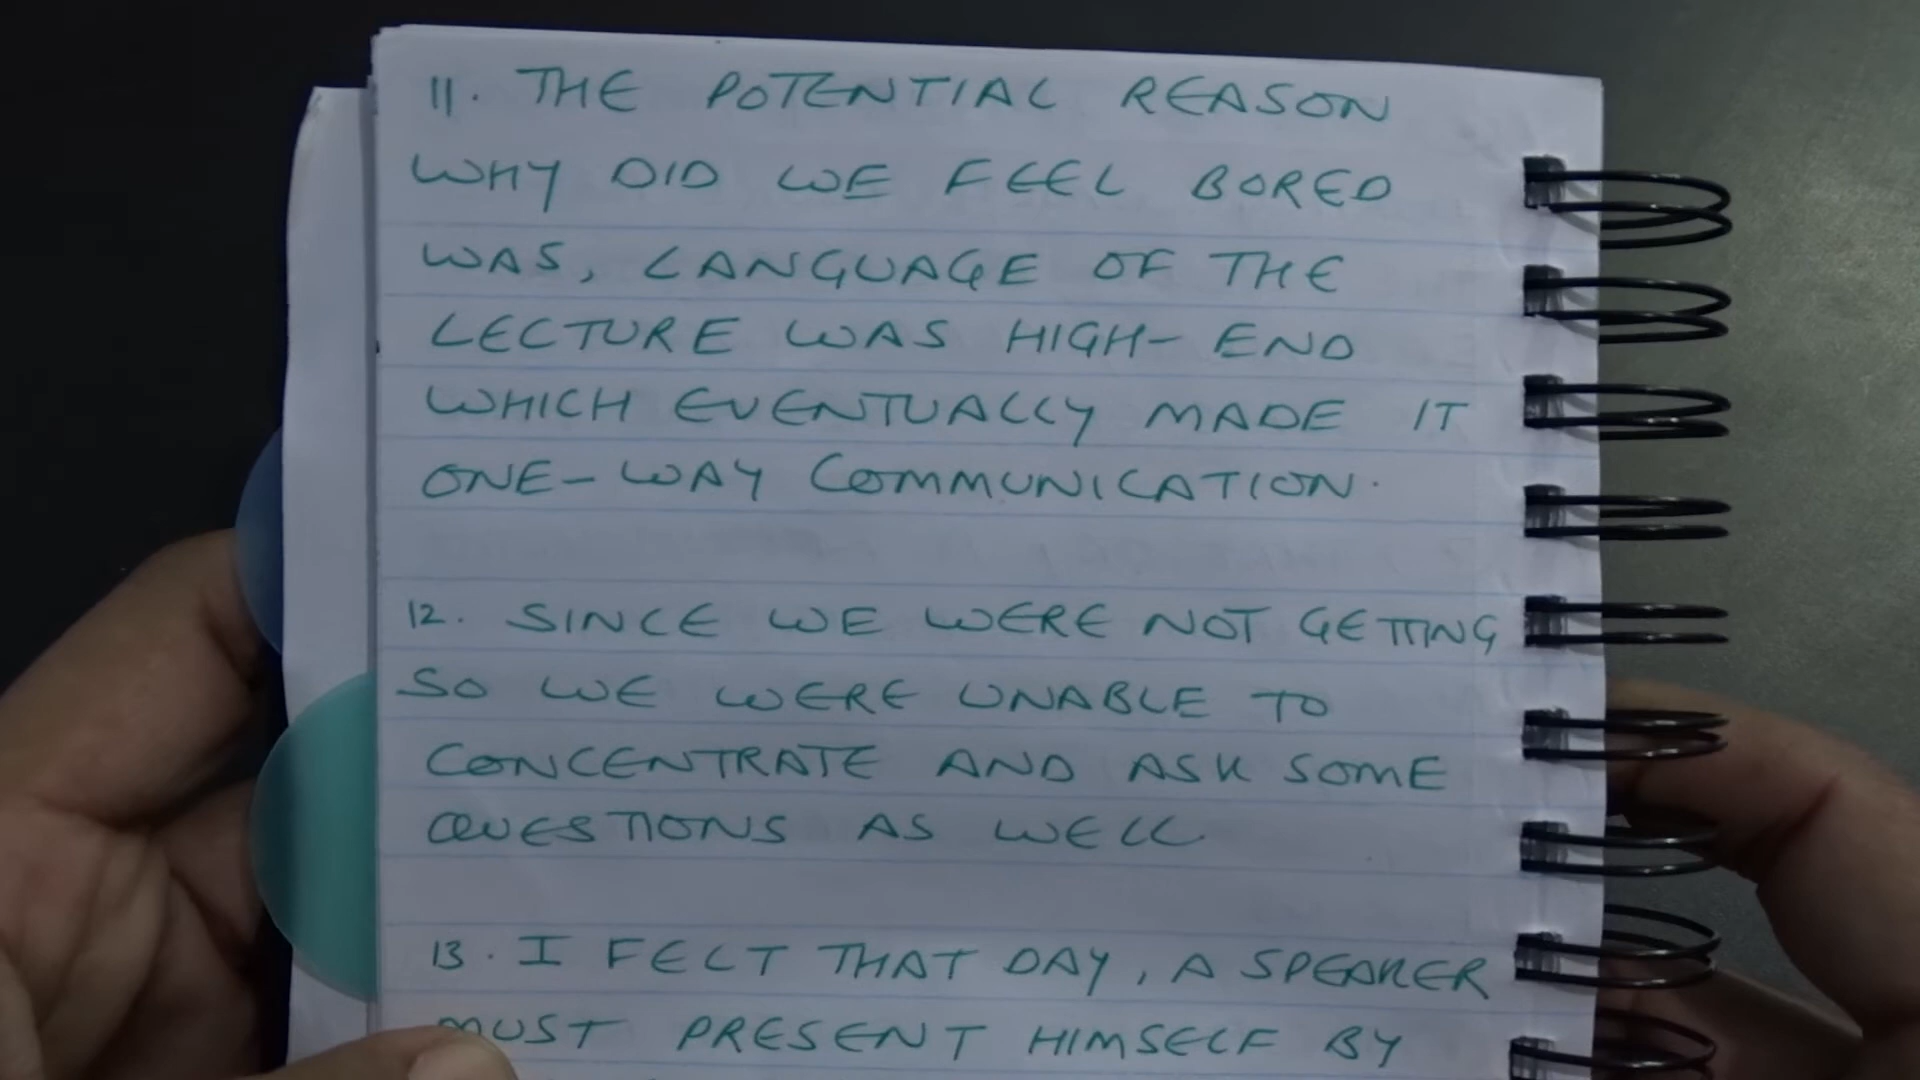 11. THE POTENTIAL REASON
WHY DID WE FEEL BORED
WAS, LANGUAGE OF THE
LECTURE WAS HIGH-END
WHICH EVENTUALLY MADE IT
ONE-WAY COMMUNICATION.
12. SINCE WE WERE NOT GETTING
SO WE WERE UNABLE TO
CONCENTRATE AND ASK SOME
QUESTIONS AS WELL.
13. I FELT THAT DAY, A SPEAKER
MUST PRESENT HIMSELF BY